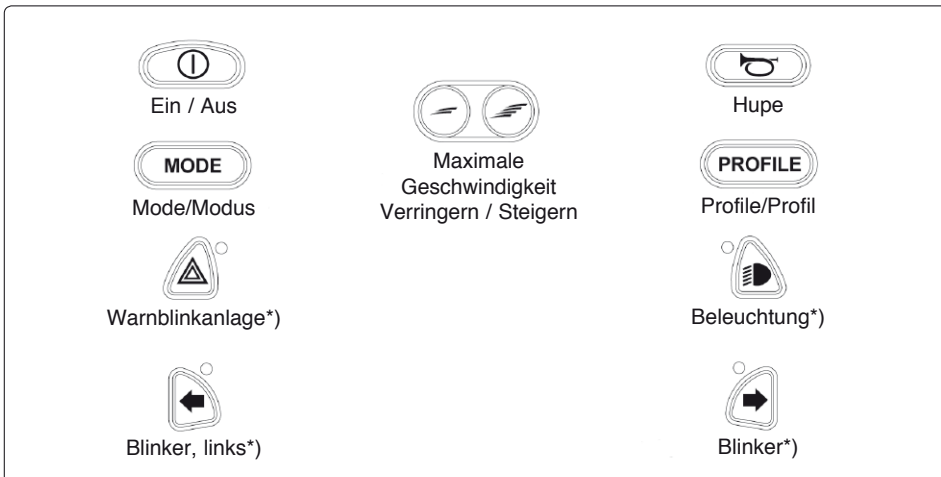 Ein / Aus
MODE
Mode/Modus
Warnblinkanlage*)
Blinker, links*)
Maximale
Geschwindigkeit
Verringern / Steigern
Hupe
PROFILE
Profile/Profil
Beleuchtung*)
Blinker*)